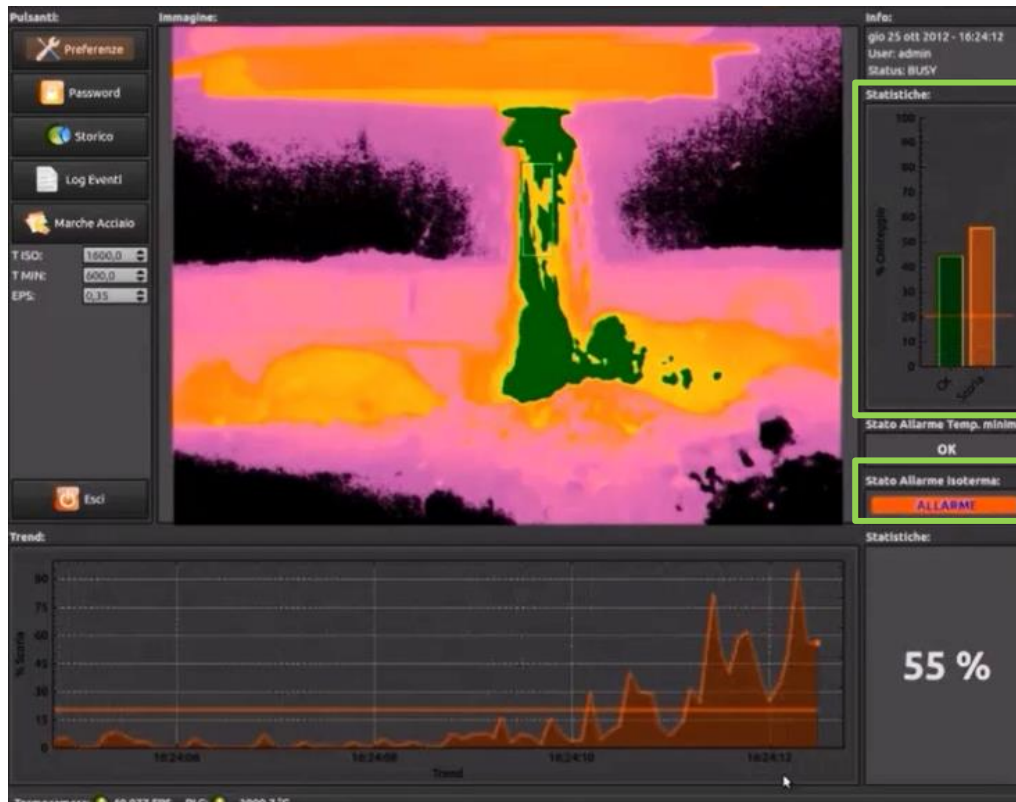 Pulsanti:
Preferenze
Password
Storico
Log Eventi
Marche Acciaio
T ISO: 1600,0
T MIN: 600,0
EPS: 0,35
Esci
Immagine:
Info:
gio 25 ott 2012 - 16:24:12
User: admin
Status: BUSY
Statistiche:
100
90
80
70
60
50
40
30
20
10
0
% Conteggio
OK
Scoria
Stato Allarme Temp. minim
OK
Stato Allarme Isoterma:
ALLARME
Trend:
90
75
60
45
30
15
0
% Scoria
16:24:06
16:24:08
16:24:10
16:24:12
Trend
Statistiche:
55 %